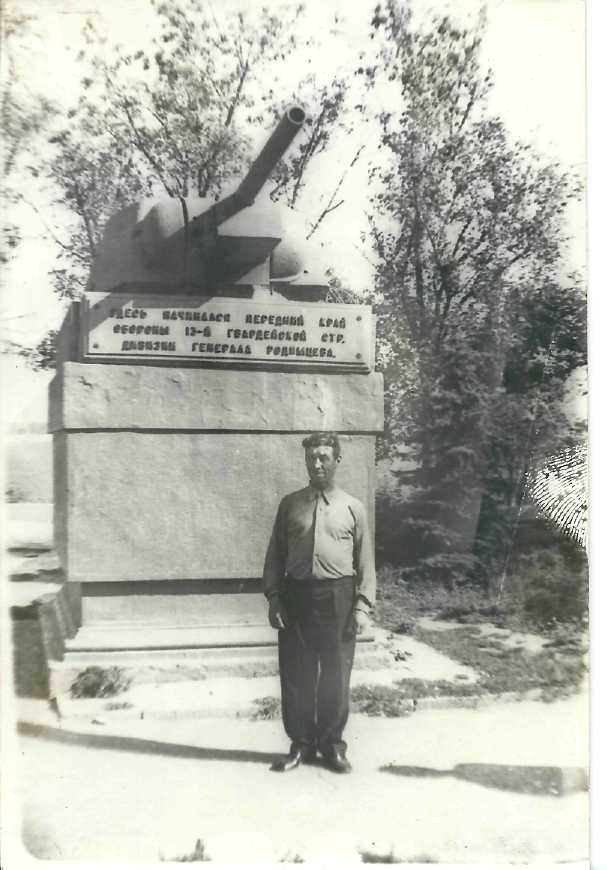 ЗДЕСЬ НАЧИНАЛСЯ ПЕРЕДНИЙ КРАЙ
ОБОРОНЫ 13-Й ГВАРДЕЙСКОЙ СТР.
ДИВИЗИИ ГЕНЕРАЛА РОДИМЦЕВА.